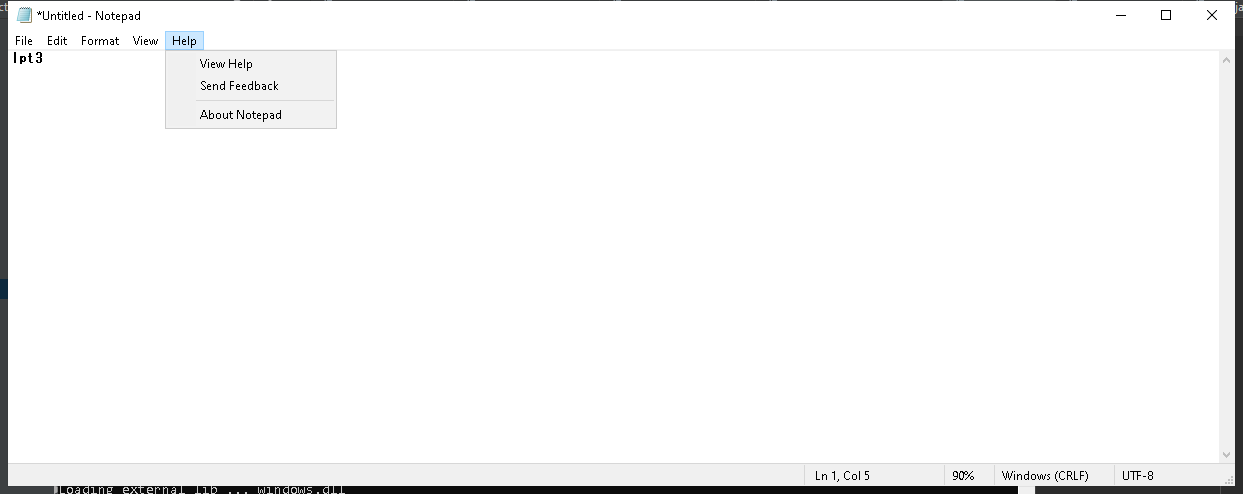 *Untitled - Notepad
File Edit Format View Help
lpt3
View Help
Send Feedback
About Notepad
Ln 1, Col 5 90% Windows (CRLF) UTF-8
Loading external lib ... windows.dll